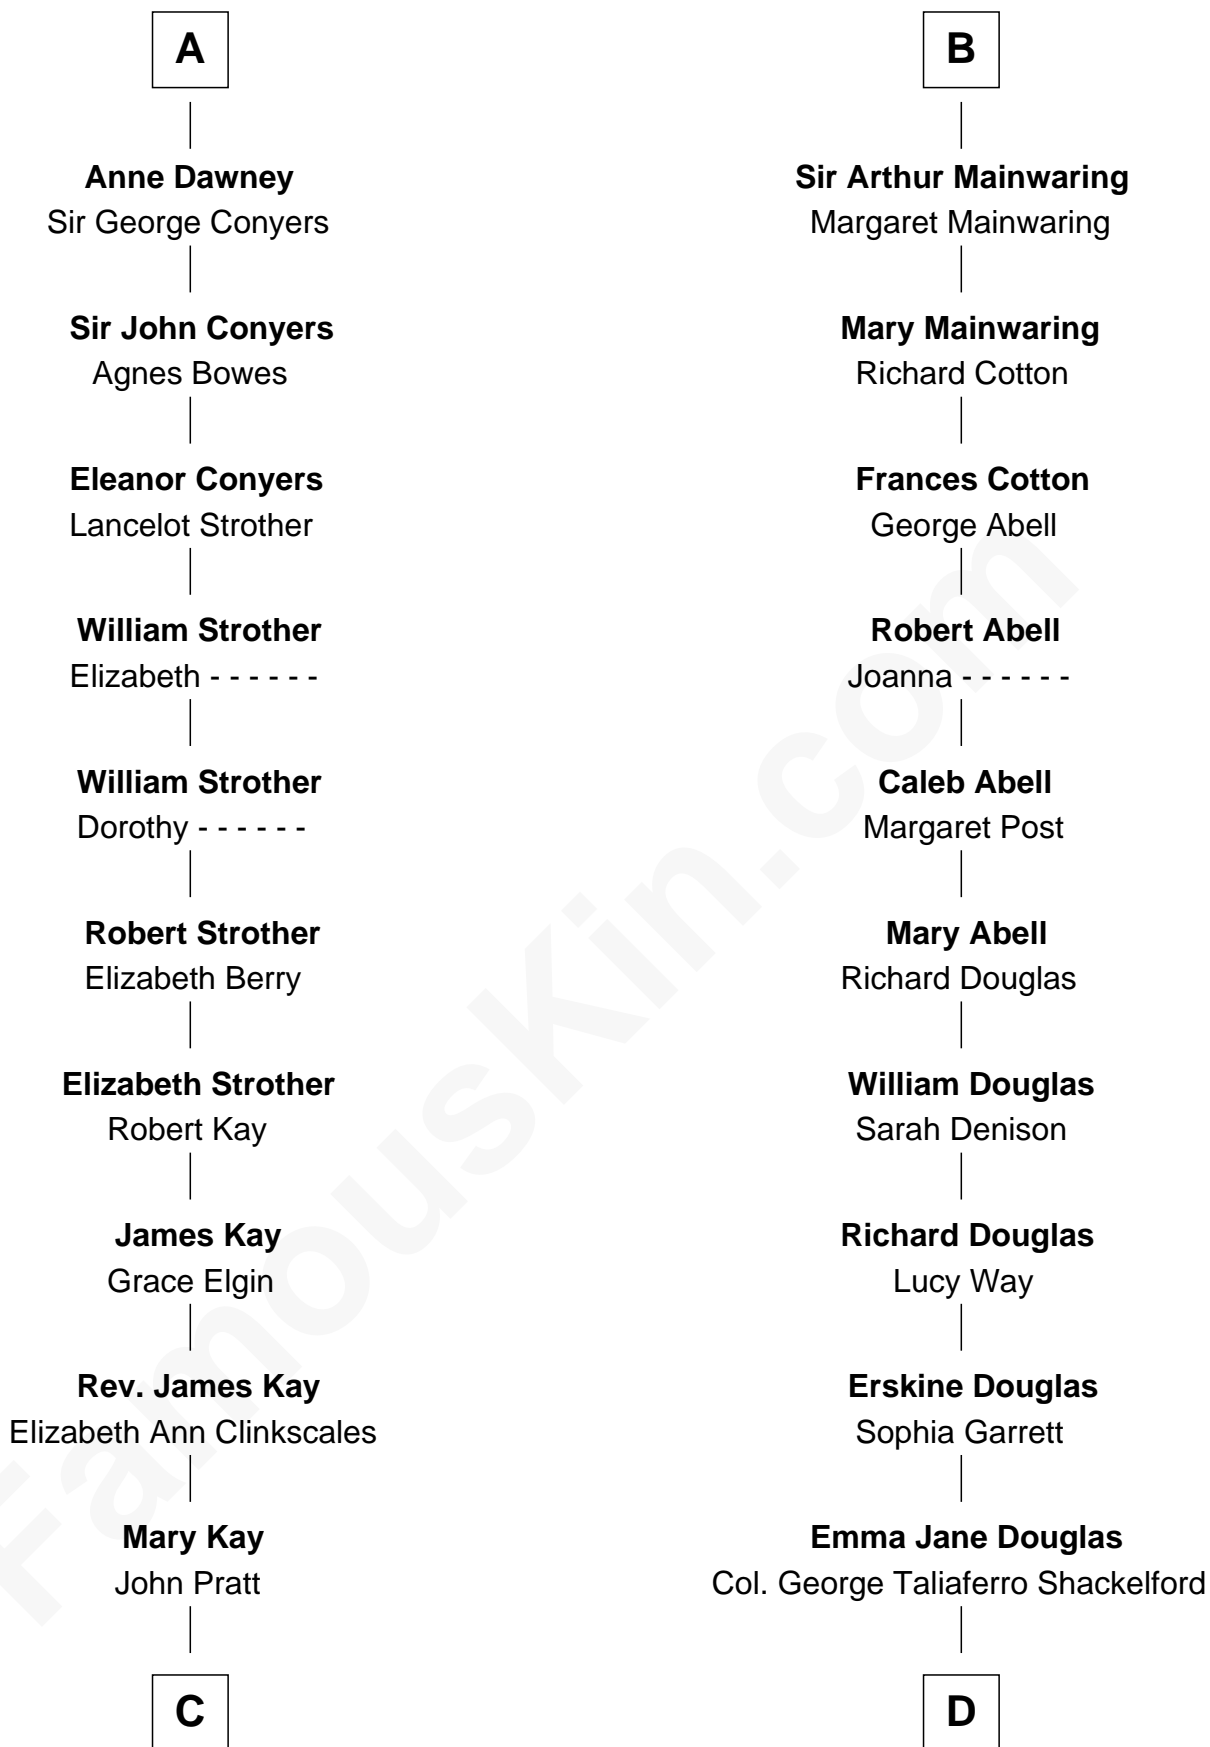 A
Anne Dawney
Sir George Conyers
Sir John Conyers
Agnes Bowes
Eleanor Conyers
Lancelot Strother
William Strother
Elizabeth - - - - - -
William Strother
Dorothy - - - - - -
Robert Strother
Elizabeth Berry
Elizabeth Strother
Robert Kay
James Kay
Grace Elgin
Rev. James Kay
Elizabeth Ann Clinkscales
Mary Kay
John Pratt
C
B
Sir Arthur Mainwaring
Margaret Mainwaring
Mary Mainwaring
Richard Cotton
Frances Cotton
George Abell
Robert Abell
Joanna - - - - - -
Caleb Abell
Margaret Post
Mary Abell
Richard Douglas
William Douglas
Sarah Denison
Richard Douglas
Lucy Way
Erskine Douglas
Sophia Garrett
Emma Jane Douglas
Col. George Taliaferro Shackelford
D
FamousKin.com